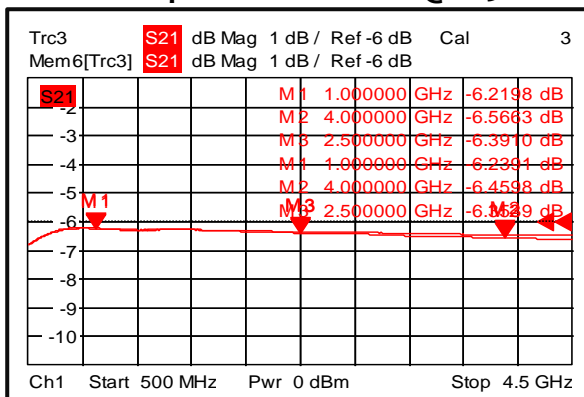 Trc3 S21 dB Mag 1 dB / Ref -6 dB Cal 3
Mem6[Trc3] S21 dB Mag 1 dB / Ref -6 dB
S21
M1 1.000000 GHz -6.2198 dB
-2
M2 4.000000 GHz -6.5663 dB
-3
M3 2.500000 GHz -6.3910 dB
-4
M1 1.000000 GHz -6.2391 dB
-5
M2 4.000000 GHz -6.4598 dB
M1
M3
M2
2.500000 GHz
dB
-6
-7
-8
-9
-10
Ch1 Start 500 MHz Pwr 0 dBm Stop 4.5 GHz